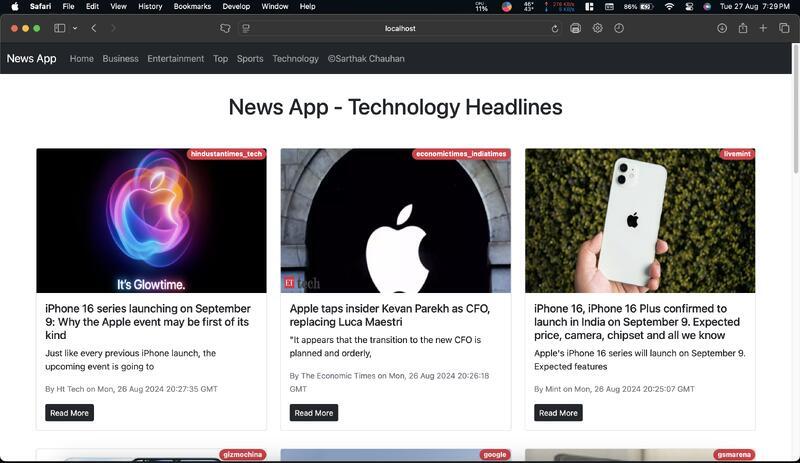 Safari File Edit View History Bookmarks Develop Window Help CPU 11% 46° 43° 278 KB/s 5 KB/s 86% Tue 27 Aug 7:29 PM
localhost
News App Home Business Entertainment Top Sports Technology ©Sarthak Chauhan
News App - Technology Headlines
hindustantimes_tech
It's Glowtime.
iPhone 16 series launching on September
9: Why the Apple event may be first of its
kind
Just like every previous iPhone launch, the
upcoming event is going to
By Ht Tech on Mon, 26 Aug 2024 20:27:35 GMT
Read More
economictimes_indiatimes
ET tech
Apple taps insider Kevan Parekh as CFO,
replacing Luca Maestri
"It appears that the transition to the new CFO is
planned and orderly,
By The Economic Times on Mon, 26 Aug 2024 20:26:18
GMT
Read More
livemint
iPhone 16, iPhone 16 Plus confirmed to
launch in India on September 9. Expected
price, camera, chipset and all we know
Apple's iPhone 16 series will launch on September 9.
Expected features
By Mint on Mon, 26 Aug 2024 20:25:07 GMT
Read More
gizmochina
google
gsmarena